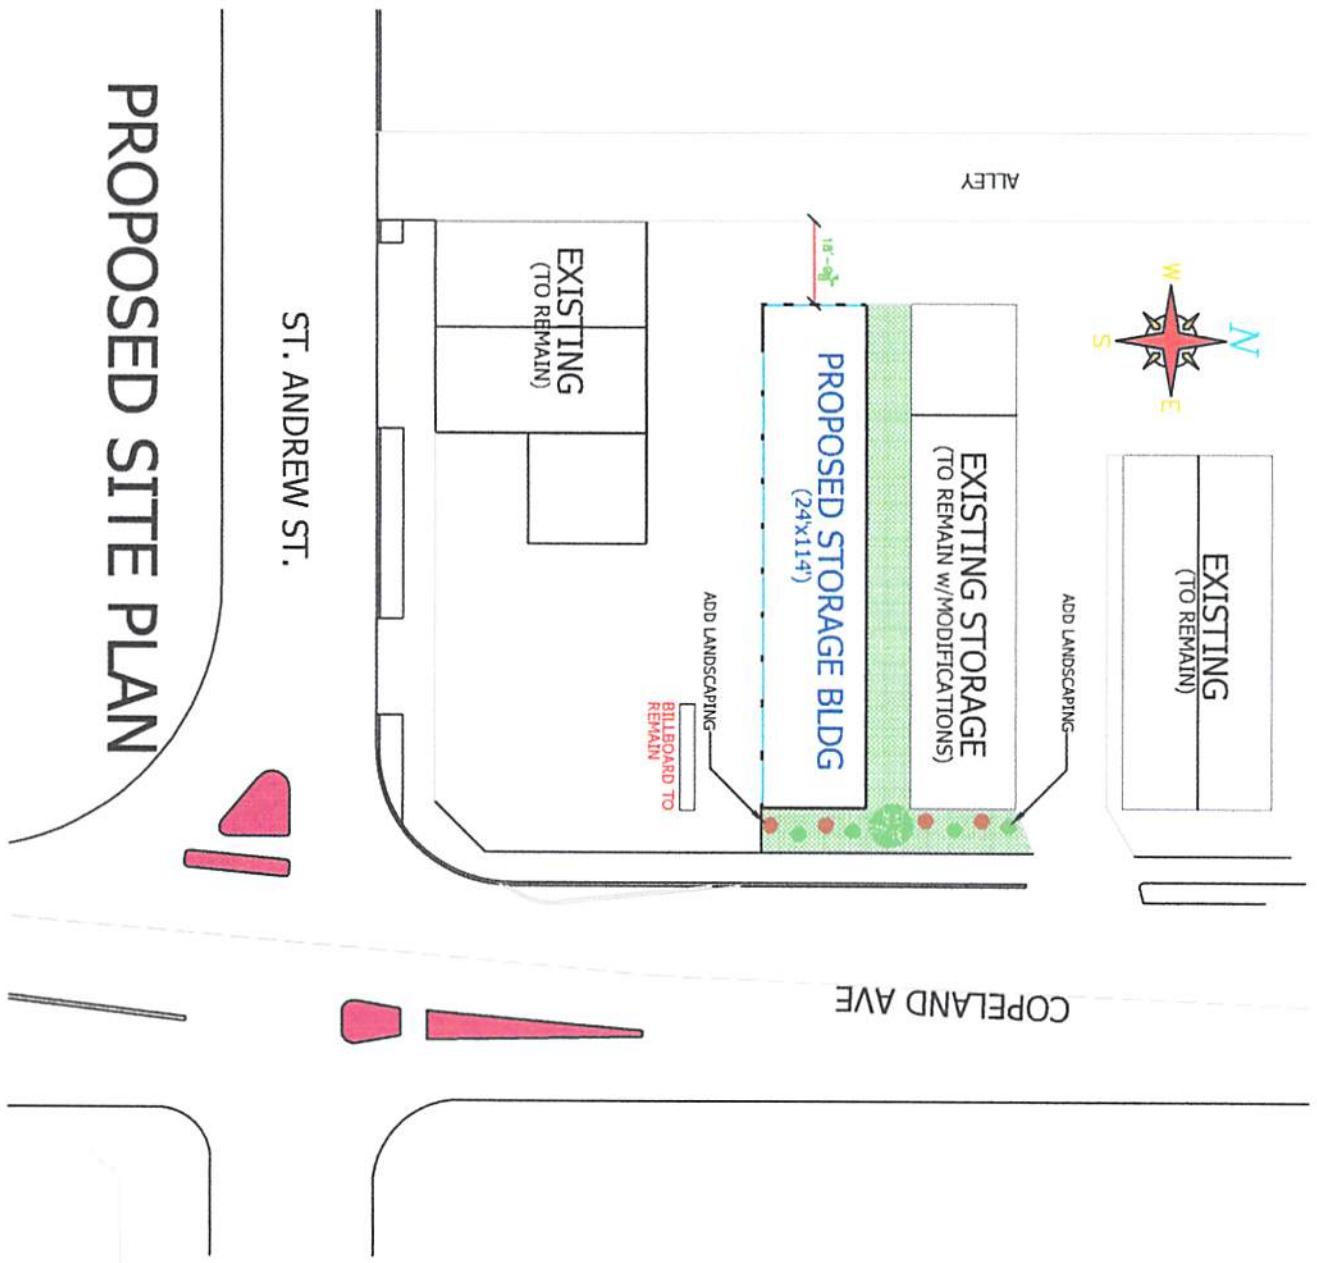 ALLEY
W
N
S
E
18'-
EXISTING
(TO REMAIN)
PROPOSED STORAGE BLDG
(24'x114')
EXISTING STORAGE
(TO REMAIN w/MODIFICATIONS)
EXISTING
(TO REMAIN)
ADD LANDSCAPING
ADD LANDSCAPING
BILLBOARD TO
REMAIN
COPELAND AVE
ST. ANDREW ST.
PROPOSED SITE PLAN